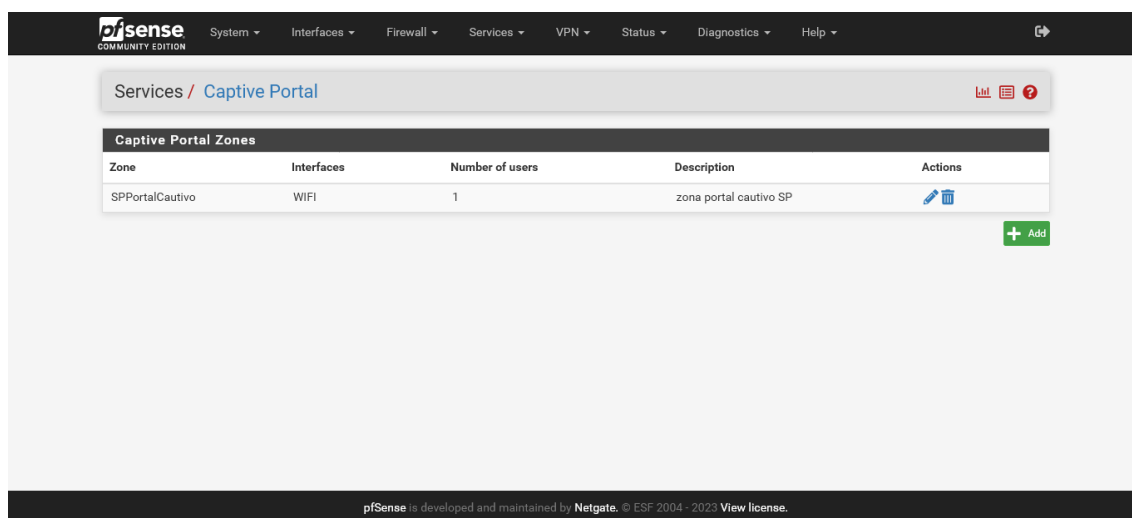 pfsense System Interfaces Firewall Services VPN Status Diagnostics Help
COMMUNITY EDITION
Services / Captive Portal
Captive Portal Zones
Zone Interfaces Number of users Description Actions
SPPortalCautivo WIFI 1 zona portal cautivo SP
Add
pfSense is developed and maintained by Netgate. © ESF 2004 - 2023 View license.